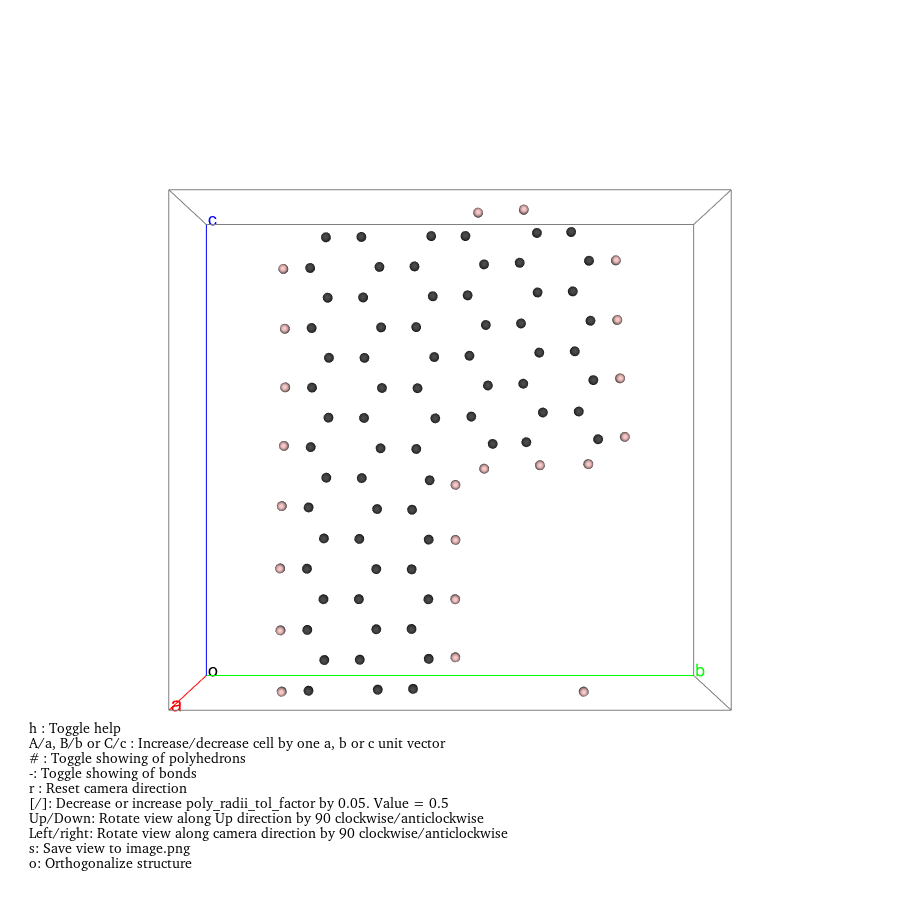 c
o
b
a
h : Toggle help
A/a, B/b or C/c : Increase/decrease cell by one a, b or c unit vector
# : Toggle showing of polyhedrons
-: Toggle showing of bonds
r : Reset camera direction
[/]: Decrease or increase poly_radii_tol_factor by 0.05. Value = 0.5
Up/Down: Rotate view along Up direction by 90 clockwise/anticlockwise
Left/right: Rotate view along camera direction by 90 clockwise/anticlockwise
s: Save view to image.png
o: Orthogonalize structure